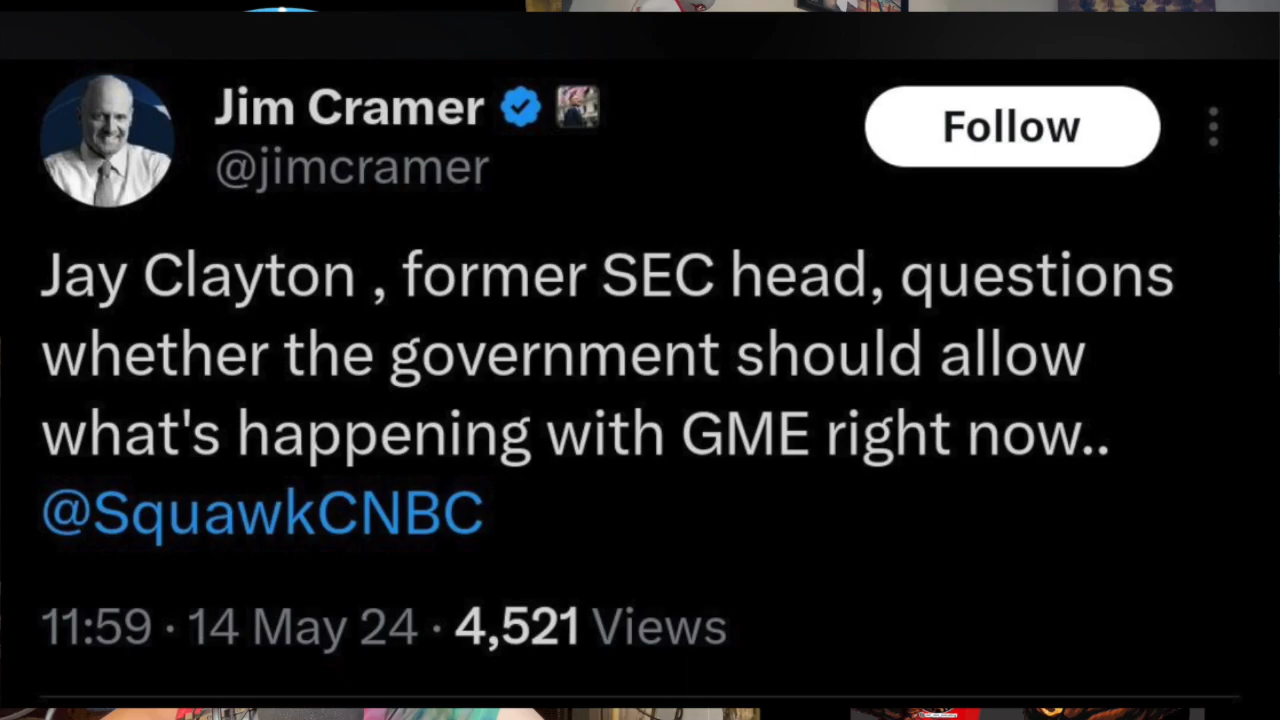 Jim Cramer
@jimcramer
Follow
Jay Clayton , former SEC head, questions
whether the government should allow
what's happening with GME right now..
@SquawkCNBC
11:59 · 14 May 24 · 4,521 Views